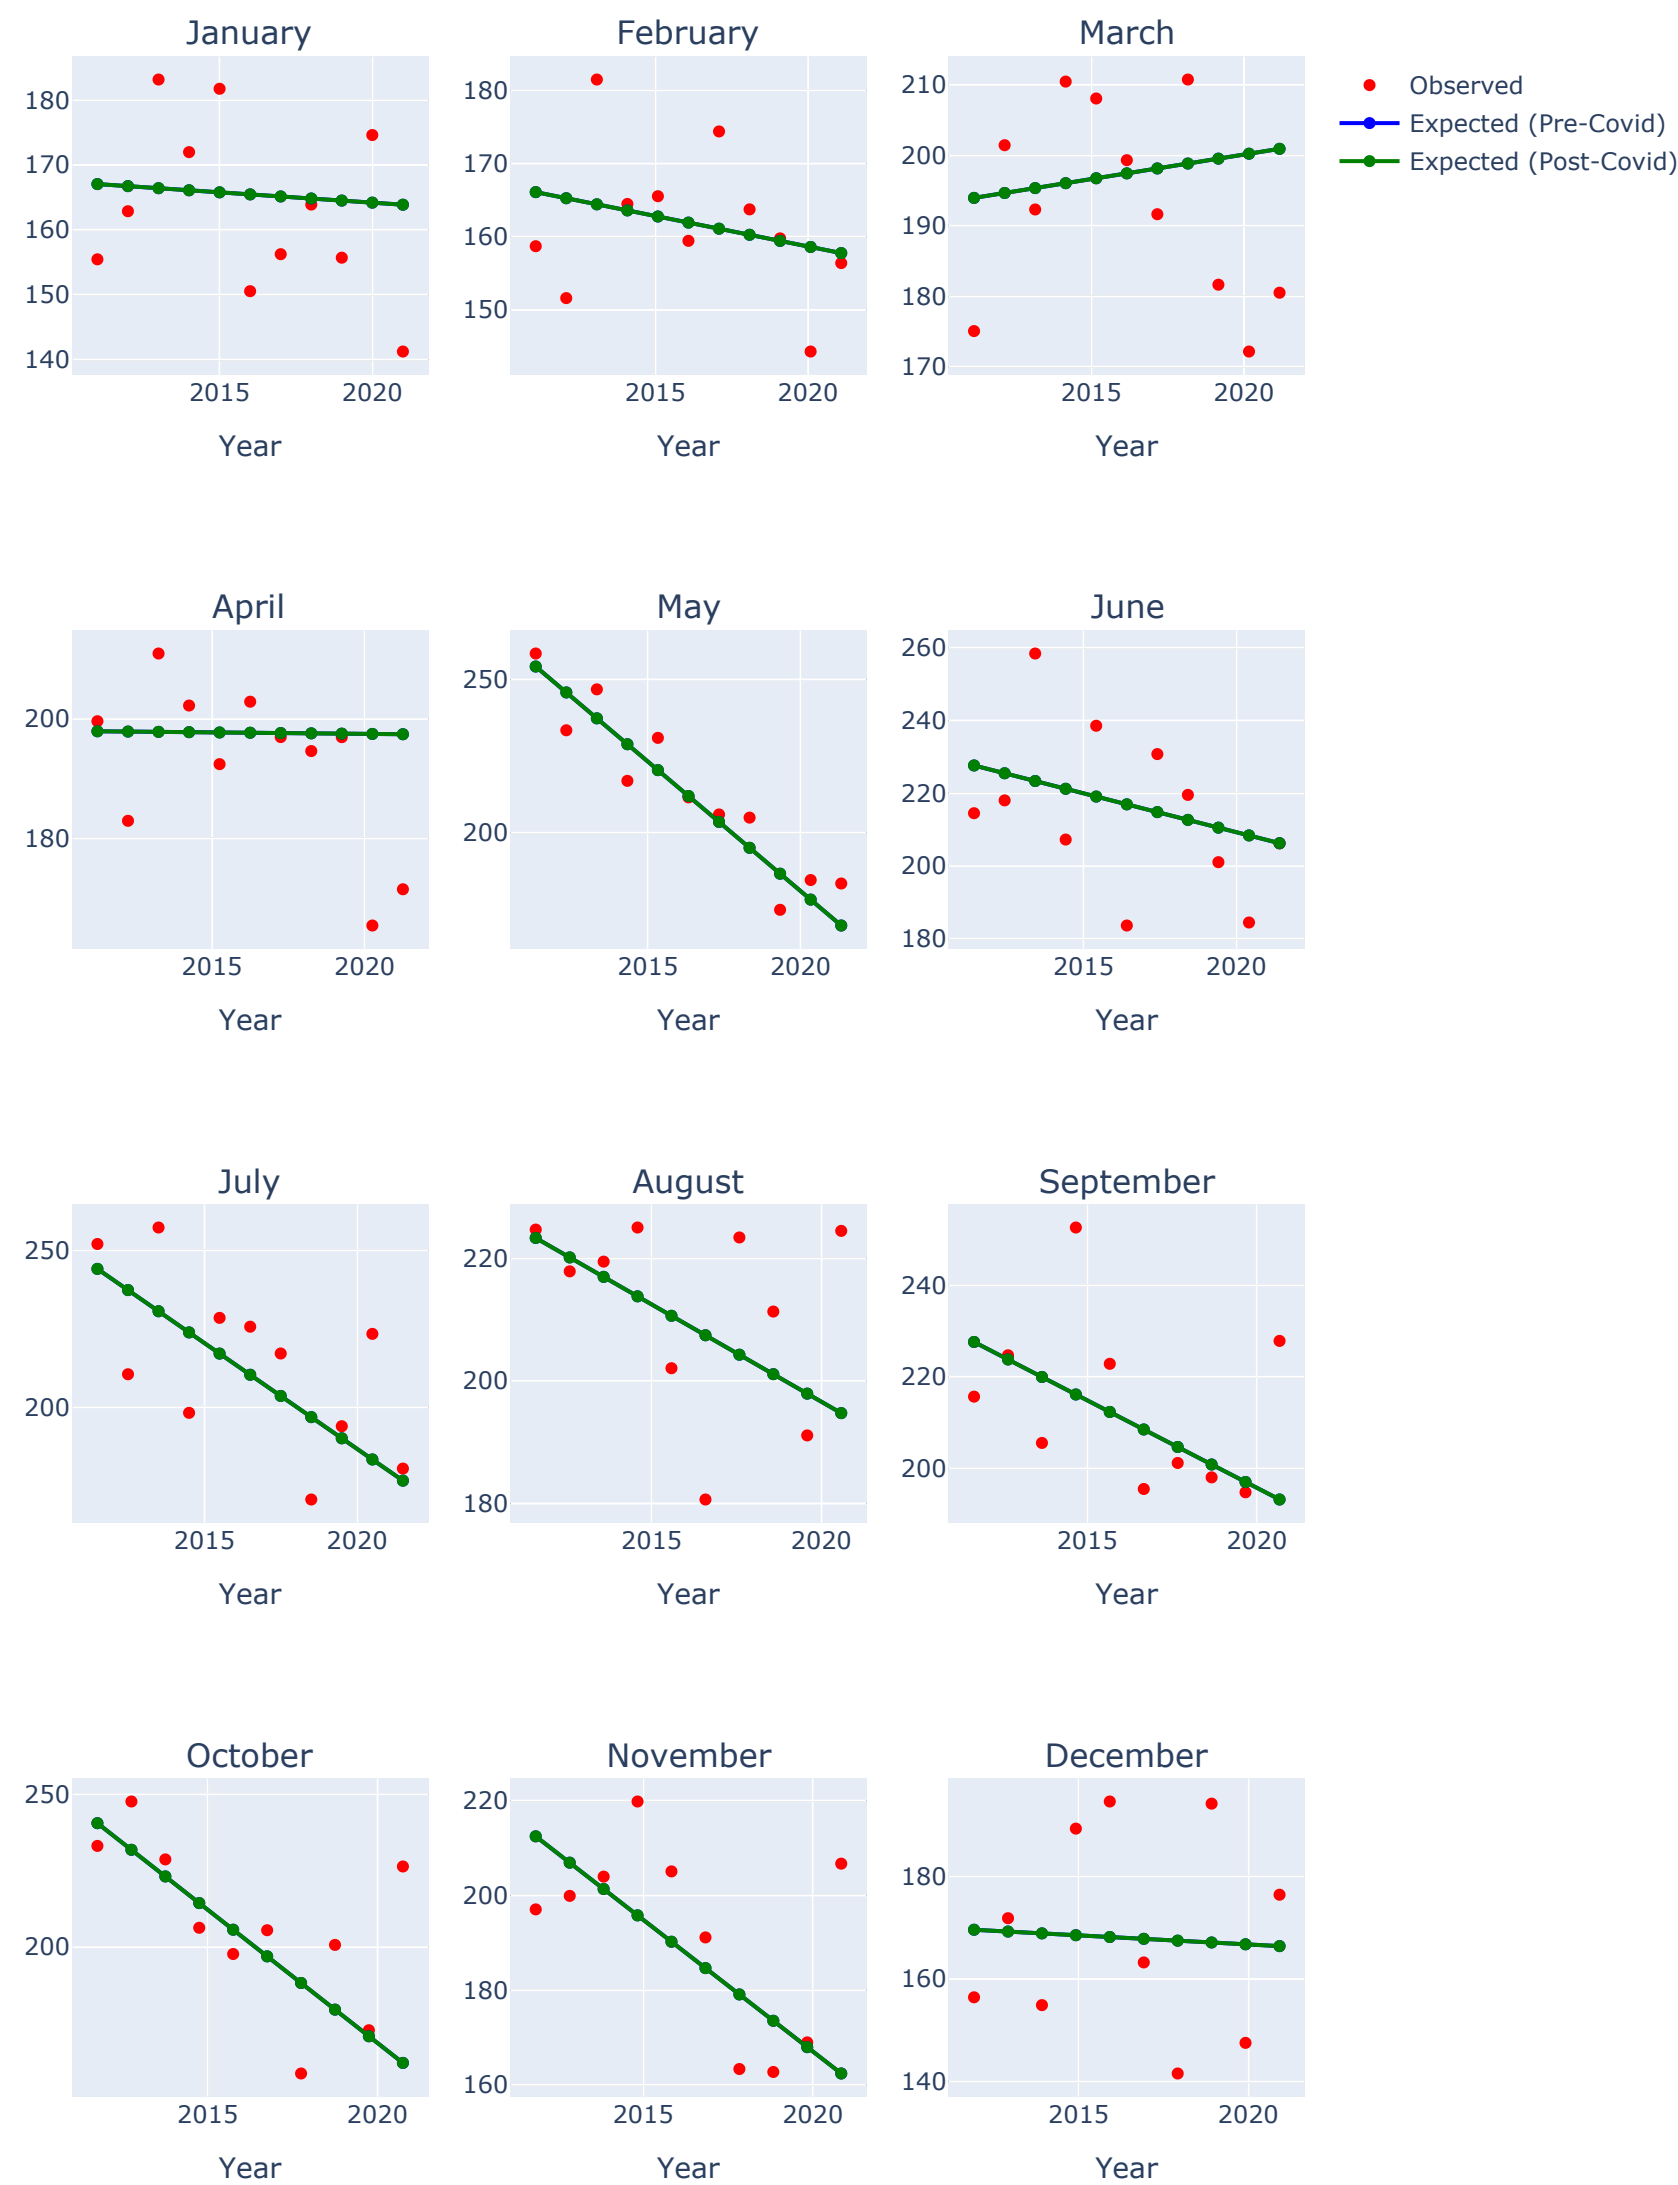 January
February
March
180
170
160
150
140
2015
2020
Year
180
170
160
150
2015
2020
Year
210
200
190
180
170
2015
2020
Year
Observed
Expected (Pre-Covid)
Expected (Post-Covid)
April
May
June
200
180
2015
2020
Year
250
200
2015
2020
Year
260
240
220
200
180
2015
2020
Year
July
August
September
250
200
2015
2020
Year
220
200
180
2015
2020
Year
240
220
200
2015
2020
Year
October
November
December
250
200
2015
2020
Year
220
200
180
160
2015
2020
Year
180
160
140
2015
2020
Year